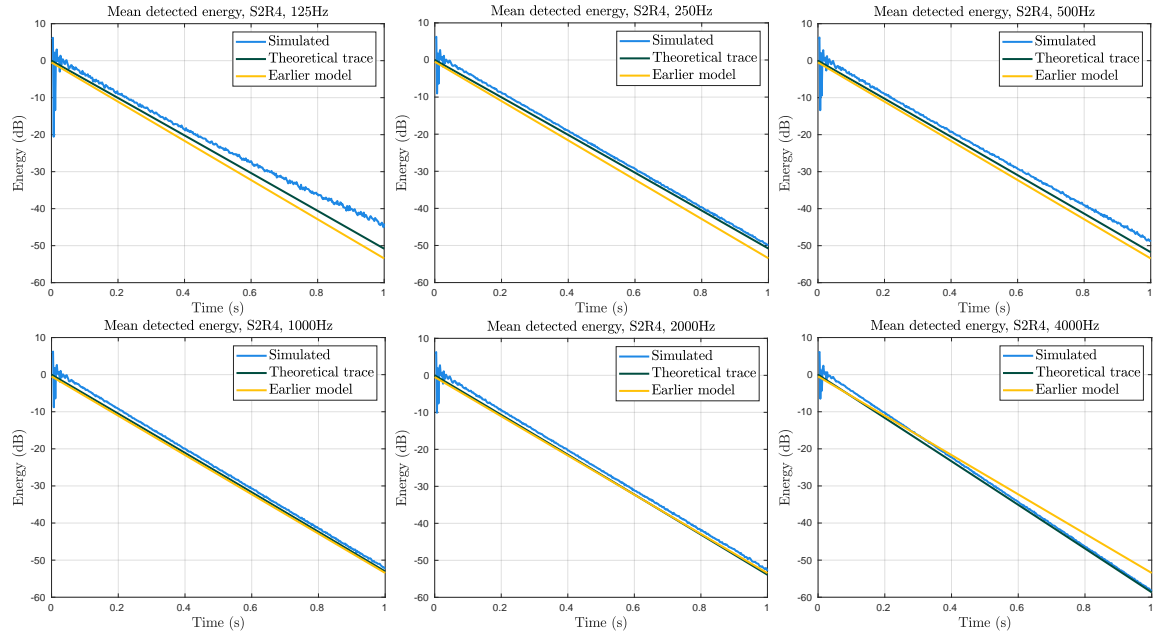 Mean detected energy, S2R4, 125Hz
10
0
-10
-20
-30
-40
-50
-60
Energy (dB)
0
0.2
0.4
0.6
0.8
1
Time (s)
Simulated
Theoretical trace
Earlier model
Mean detected energy, S2R4, 250Hz
10
0
-10
-20
-30
-40
-50
-60
Energy (dB)
0
0.2
0.4
0.6
0.8
1
Time (s)
Simulated
Theoretical trace
Earlier model
Mean detected energy, S2R4, 500Hz
10
0
-10
-20
-30
-40
-50
-60
Energy (dB)
0
0.2
0.4
0.6
0.8
1
Time (s)
Simulated
Theoretical trace
Earlier model
Mean detected energy, S2R4, 1000Hz
10
0
-10
-20
-30
-40
-50
-60
Energy (dB)
0
0.2
0.4
0.6
0.8
1
Time (s)
Simulated
Theoretical trace
Earlier model
Mean detected energy, S2R4, 2000Hz
10
0
-10
-20
-30
-40
-50
-60
Energy (dB)
0
0.2
0.4
0.6
0.8
1
Time (s)
Simulated
Theoretical trace
Earlier model
Mean detected energy, S2R4, 4000Hz
10
0
-10
-20
-30
-40
-50
-60
Energy (dB)
0
0.2
0.4
0.6
0.8
1
Time (s)
Simulated
Theoretical trace
Earlier model